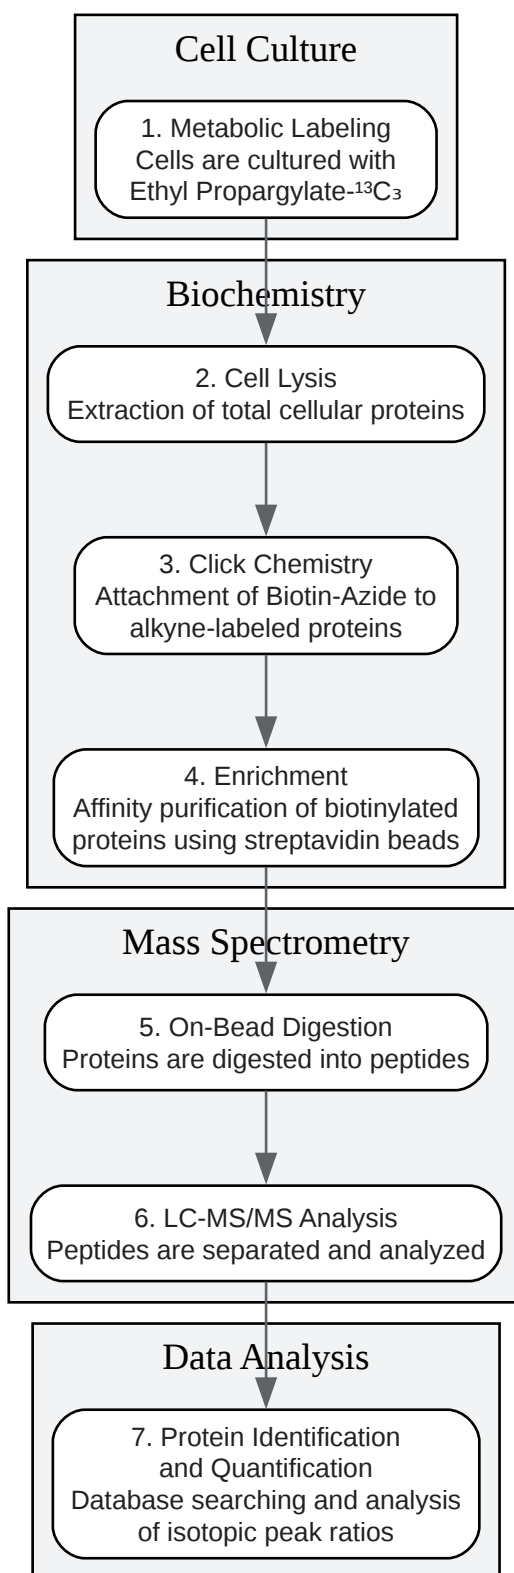 Cell Culture
1. Metabolic Labeling
Cells are cultured with
Ethyl Propargylate-¹³C₃
Biochemistry
2. Cell Lysis
Extraction of total cellular proteins
3. Click Chemistry
Attachment of Biotin-Azide to
alkyne-labeled proteins
4. Enrichment
Affinity purification of biotinylated
proteins using streptavidin beads
Mass Spectrometry
5. On-Bead Digestion
Proteins are digested into peptides
6. LC-MS/MS Analysis
Peptides are separated and analyzed
Data Analysis
7. Protein Identification
and Quantification
Database searching and analysis
of isotopic peak ratios